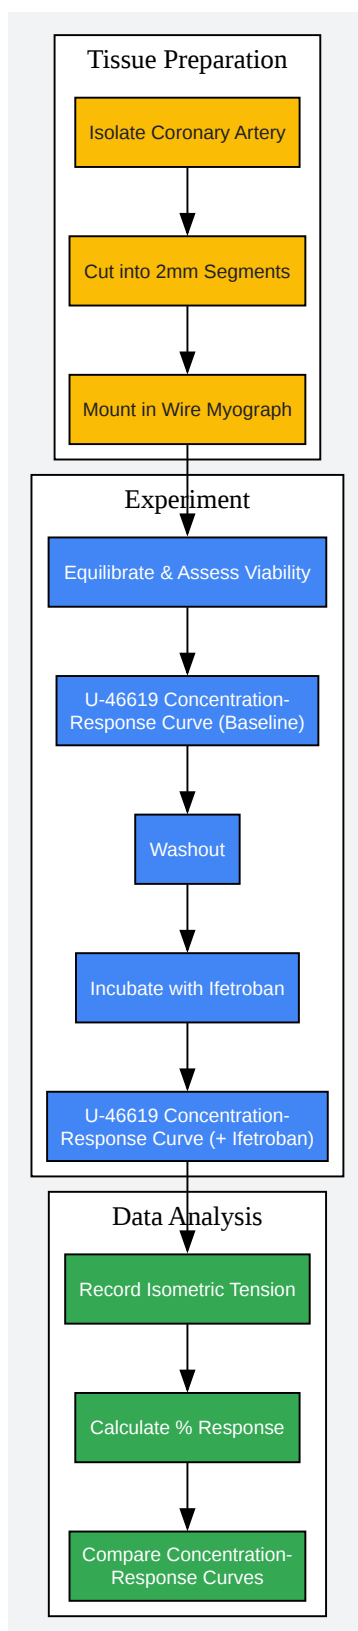 Tissue Preparation
Isolate Coronary Artery
Cut into 2mm Segments
Mount in Wire Myograph
Experiment
Equilibrate & Assess Viability
U-46619 Concentration-
Response Curve (Baseline)
Washout
Incubate with Ifetroban
U-46619 Concentration-
Response Curve (+ Ifetroban)
Data Analysis
Record Isometric Tension
Calculate % Response
Compare Concentration-
Response Curves